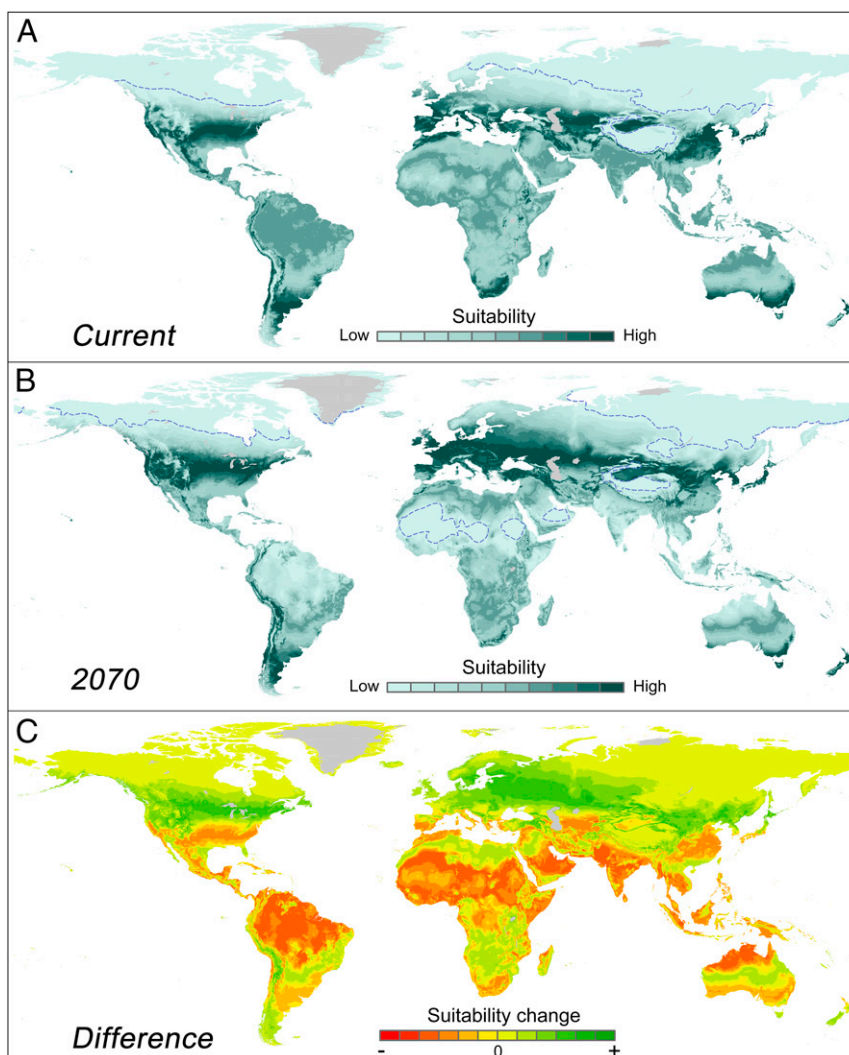 A
Current
Suitability
Low High
B
2070
Suitability
Low High
C
Difference
Suitability change
- 0 +